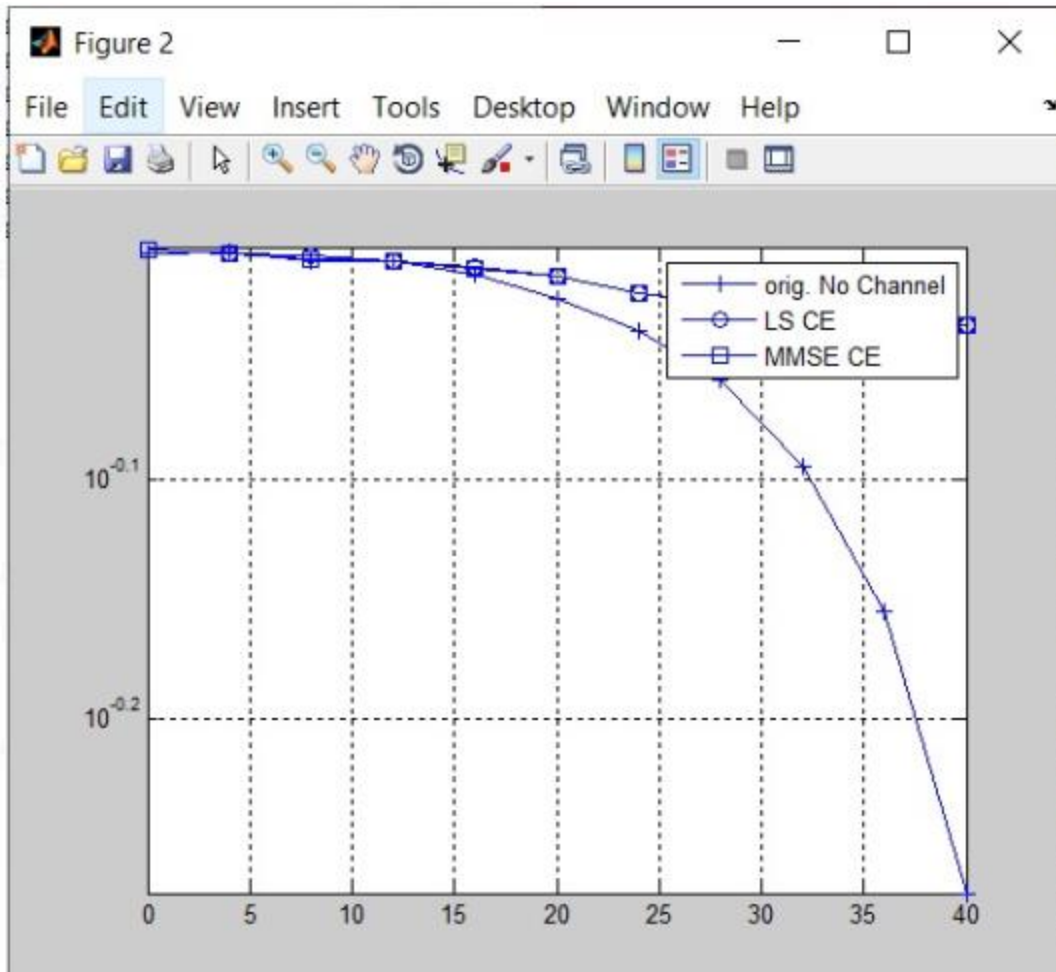 Figure 2
File Edit View Insert Tools Desktop Window Help
orig. No Channel
LS CE
MMSE CE
10^-0.1
10^-0.2
0 5 10 15 20 25 30 35 40